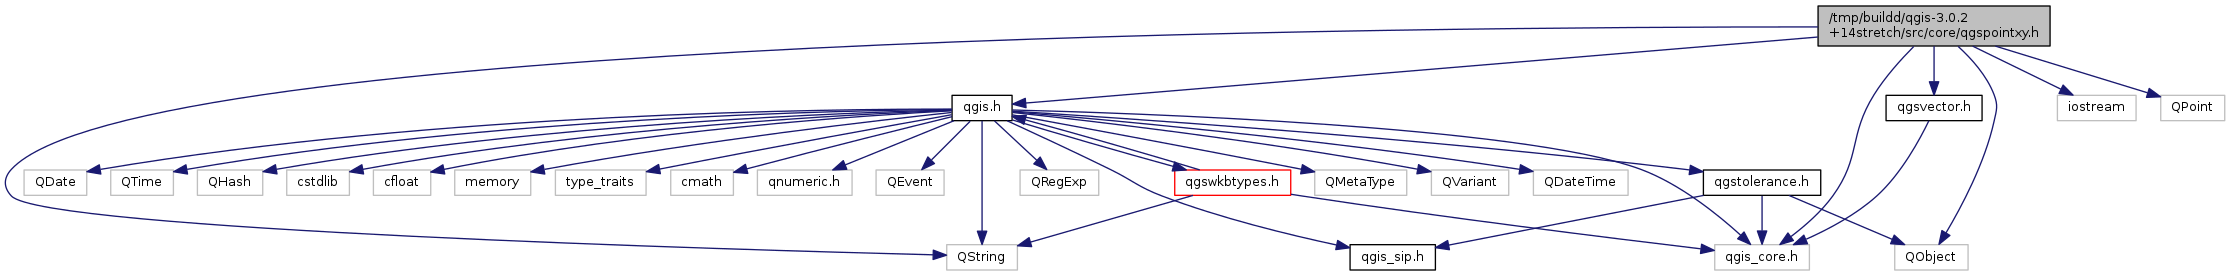 /tmp/buildd/qgis-3.0.2
+14stretch/src/core/qgspointxy.h
qgis.h
qgsvector.h
iostream
QPoint
QDate
QTime
QHash
cstdlib
cfloat
memory
type_traits
cmath
qnumeric.h
QEvent
QRegExp
qgswkbtypes.h
QMetaType
QVariant
QDateTime
qgstolerance.h
QString
qgis_sip.h
qgis_core.h
QObject